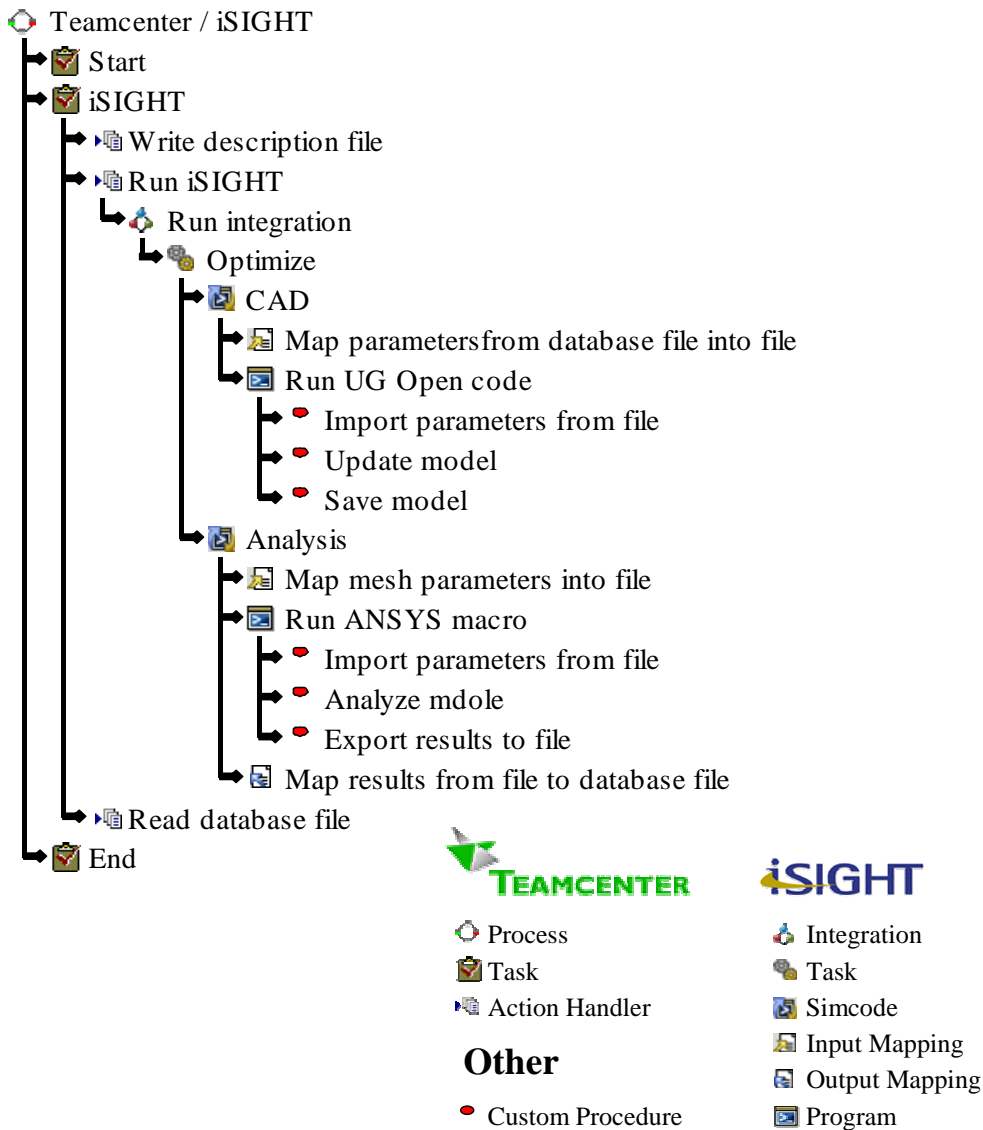 Teamcenter / iSIGHT
Start
iSIGHT
Write description file
Run iSIGHT
Run integration
Optimize
CAD
Map parametersfrom database file into file
Run UG Open code
Import parameters from file
Update model
Save model
Analysis
Map mesh parameters into file
Run ANSYS macro
Import parameters from file
Analyze mdole
Export results to file
Map results from file to database file
Read database file
End
TEAMCENTER
Process
Task
Action Handler
Other
Custom Procedure
iSIGHT
Integration
Task
Simcode
Input Mapping
Output Mapping
Program